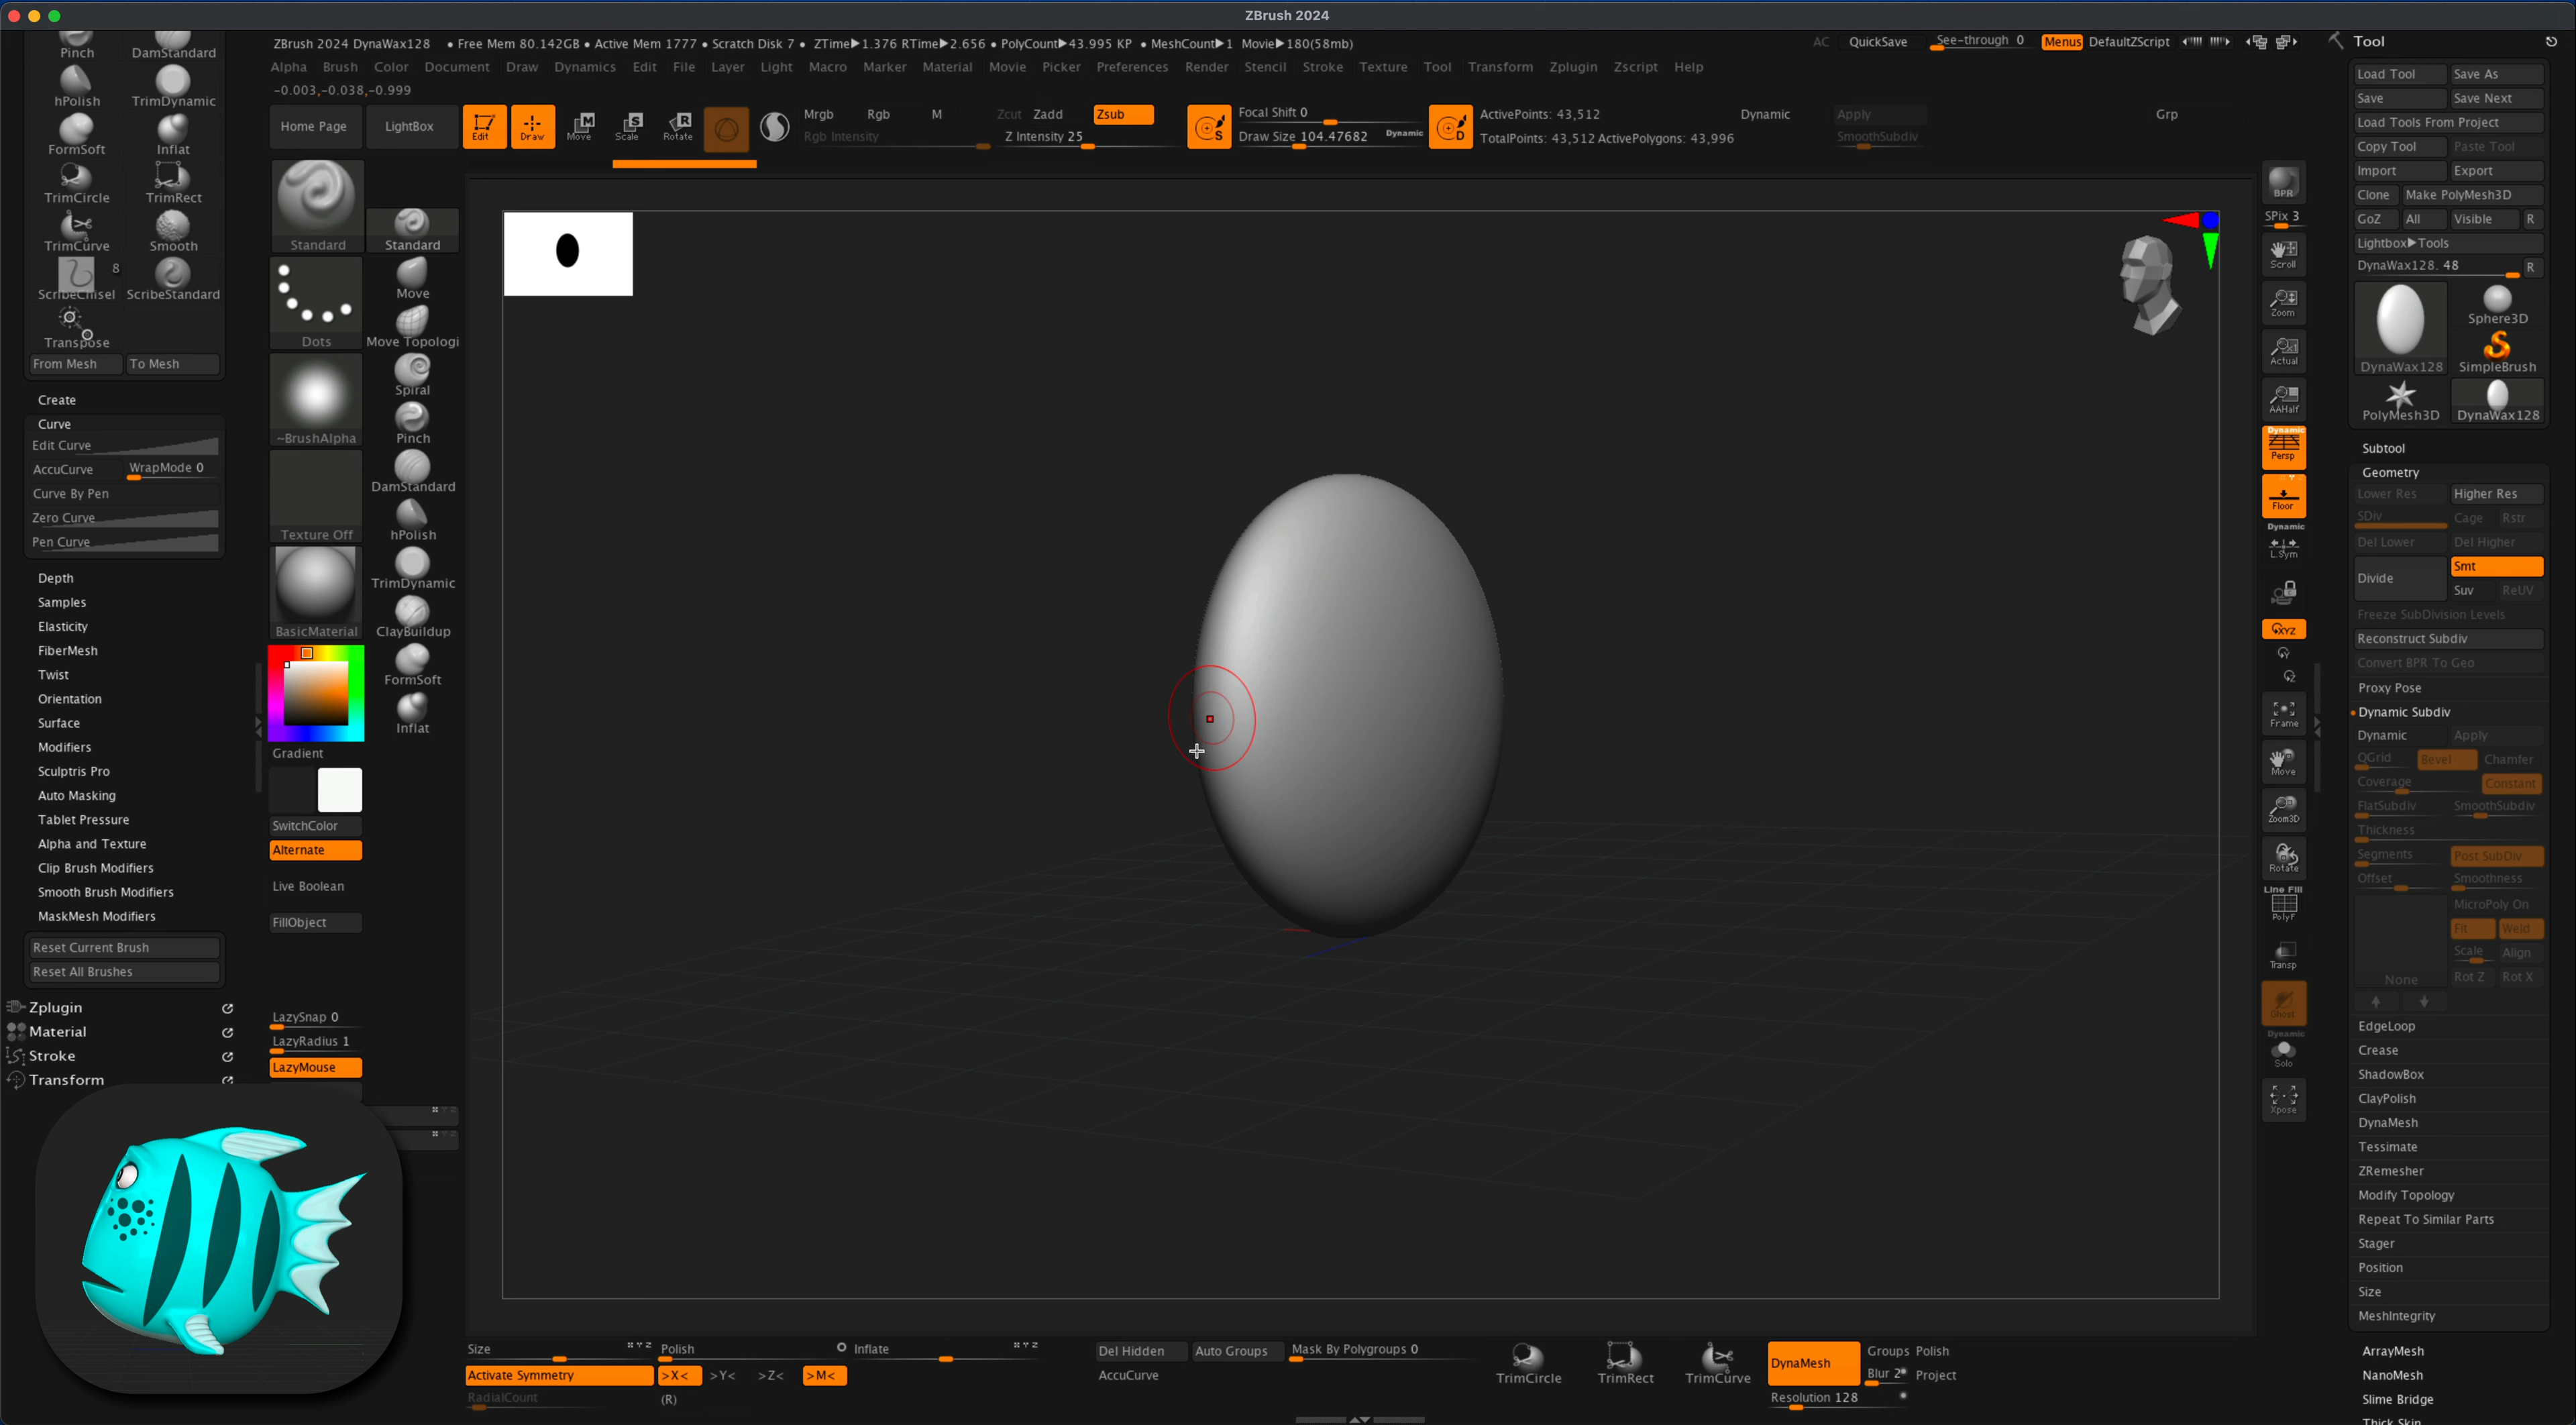 ZBrush 2024
ZBrush 2024 DynaWax128 • Free Mem 80.142GB • Active Mem 1777 • Scratch Disk 7 • ZTime▶1.376 RTime▶2.656 • PolyCount▶43.995 KP • MeshCount▶1 Movie▶180(58mb)
AC QuickSave See-through 0 Menus DefaultZScript
Alpha Brush Color Document Draw Dynamics Edit File Layer Light Macro Marker Material Movie Picker Preferences Render Stencil Stroke Texture Tool Transform Zplugin Zscript Help
-0.003,-0.038,-0.999
Home Page LightBox Edit Draw Move Scale Rotate
Mrgb Rgb M Zcut Zadd Zsub
Rgb Intensity Z Intensity 25
Focal Shift 0
Draw Size 104.47682 Dynamic
ActivePoints: 43,512 Dynamic Apply Grp
TotalPoints: 43,512 ActivePolygons: 43,996 SmoothSubdiv
Pinch DamStandard
hPolish TrimDynamic
FormSoft Inflat
TrimCircle TrimRect
TrimCurve Smooth
8
ScribeChisel ScribeStandard
Transpose
From Mesh To Mesh
Create
Curve
Edit Curve
AccuCurve WrapMode 0
Curve By Pen
Zero Curve
Pen Curve
Depth
Samples
Elasticity
FiberMesh
Twist
Orientation
Surface
Modifiers
Sculptris Pro
Auto Masking
Tablet Pressure
Alpha and Texture
Clip Brush Modifiers
Smooth Brush Modifiers
MaskMesh Modifiers
Reset Current Brush
Reset All Brushes
Zplugin
Material
Stroke
Transform
Standard Standard
Move
Dots Move Topologi
Spiral
~BrushAlpha Pinch
DamStandard
Texture Off hPolish
TrimDynamic
BasicMaterial ClayBuildup
FormSoft
Inflat
Gradient
SwitchColor
Alternate
Live Boolean
FillObject
LazySnap 0
LazyRadius 1
LazyMouse
BPR
SPix 3
Scroll
Zoom
Actual
AAHalf
Dynamic
Persp
Floor
Dynamic
L.Sym
XYZ
Y
Z
Frame
Move
Zoom3D
Rotate
Line Fill
PolyF
Transp
Ghost
Dynamic
Solo
Xpose
Tool
Load Tool Save As
Save Save Next
Load Tools From Project
Copy Tool Paste Tool
Import Export
Clone Make PolyMesh3D
GoZ All Visible R
Lightbox▶Tools
DynaWax128. 48 R
Sphere3D
DynaWax128 SimpleBrush
PolyMesh3D DynaWax128
Subtool
Geometry
Lower Res Higher Res
SDiv Cage Rstr
Del Lower Del Higher
Divide Smt
Suv ReUV
Freeze SubDivision Levels
Reconstruct Subdiv
Convert BPR To Geo
Proxy Pose
Dynamic Subdiv
Dynamic Apply
QGrid Bevel Chamfer
Coverage Constant
FlatSubdiv SmoothSubdiv
Thickness
Segments Post SubDiv
Offset Smoothness
MicroPoly On
Fit Weld
Scale Align
None Rot Z Rot X
EdgeLoop
Crease
ShadowBox
ClayPolish
DynaMesh
Tessimate
ZRemesher
Modify Topology
Repeat To Similar Parts
Stager
Position
Size
MeshIntegrity
ArrayMesh
NanoMesh
Slime Bridge
Thick Skin
Size Polish Inflate Del Hidden Auto Groups Mask By Polygroups 0
Activate Symmetry >X< >Y< >Z< >M< AccuCurve
RadialCount (R)
TrimCircle TrimRect TrimCurve
DynaMesh Groups Polish
Blur 2 Project
Resolution 128